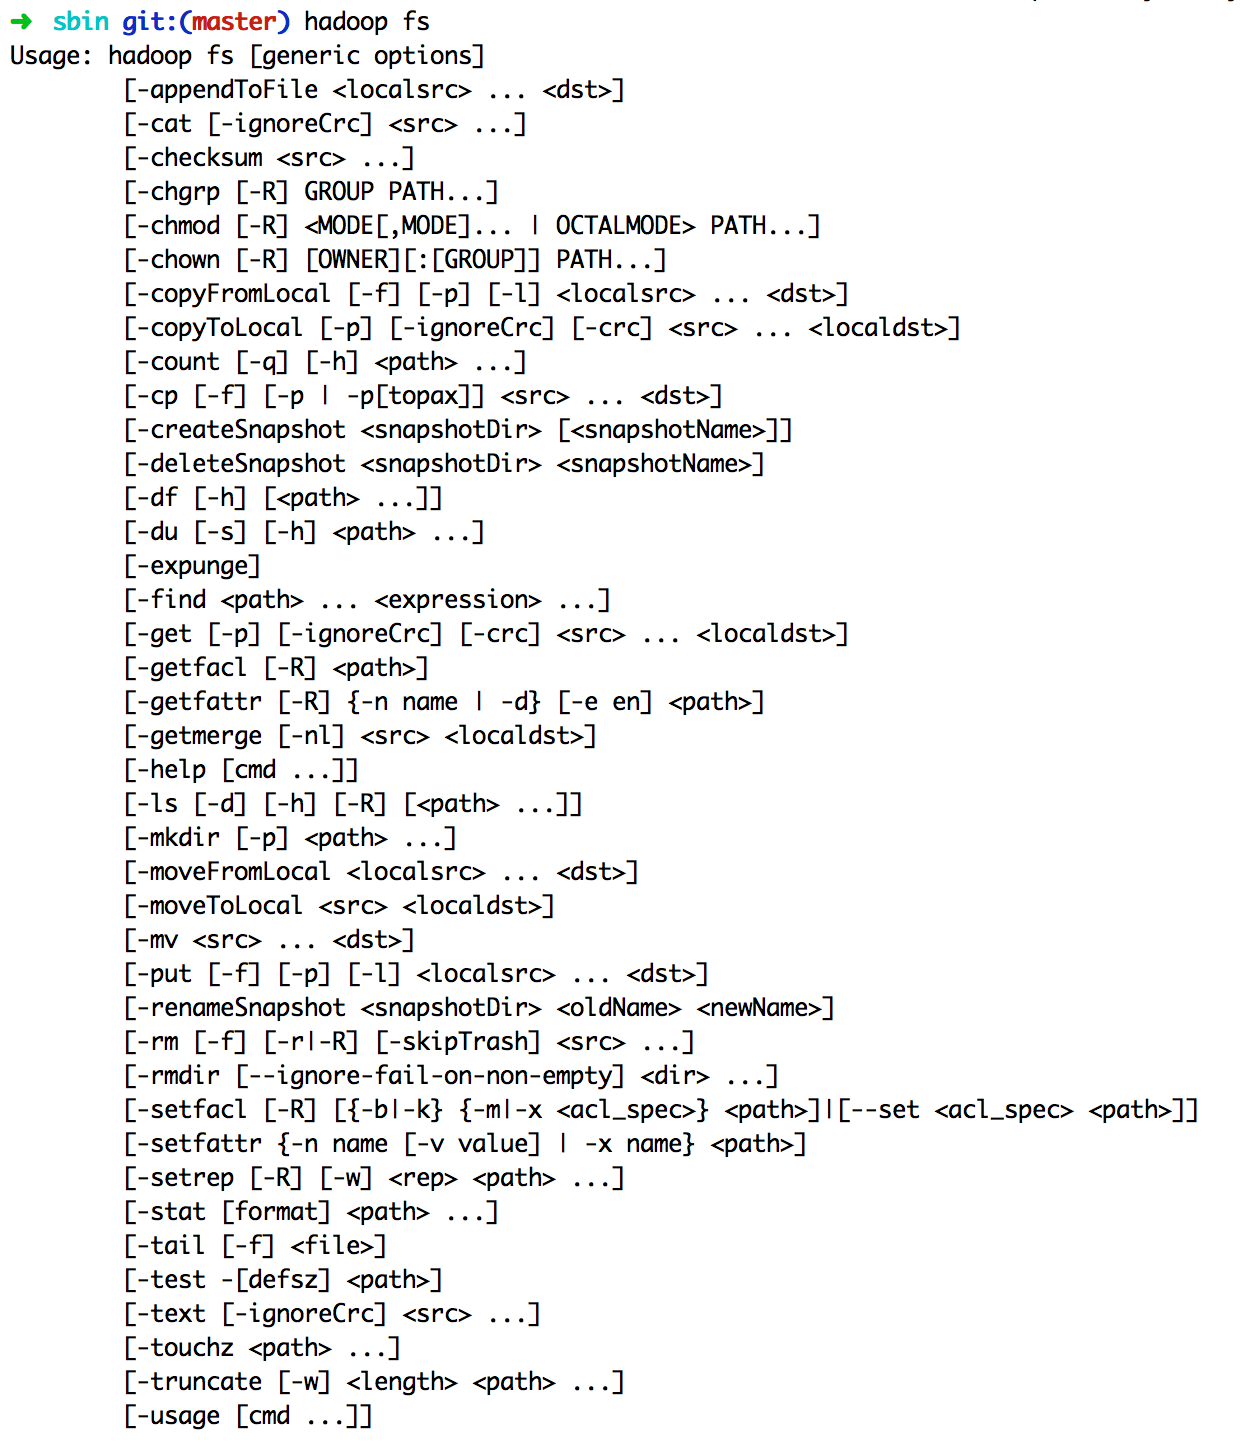 ➜ sbin git:(master) hadoop fs
Usage: hadoop fs [generic options]
[-appendToFile <localsrc> ... <dst>]
[-cat [-ignoreCrc] <src> ...]
[-checksum <src> ...]
[-chgrp [-R] GROUP PATH...]
[-chmod [-R] <MODE[,MODE]... | OCTALMODE> PATH...]
[-chown [-R] [OWNER][:[GROUP]] PATH...]
[-copyFromLocal [-f] [-p] [-l] <localsrc> ... <dst>]
[-copyToLocal [-p] [-ignoreCrc] [-crc] <src> ... <localdst>]
[-count [-q] [-h] <path> ...]
[-cp [-f] [-p | -p[topax]] <src> ... <dst>]
[-createSnapshot <snapshotDir> [<snapshotName>]]
[-deleteSnapshot <snapshotDir> <snapshotName>]
[-df [-h] [<path> ...]]
[-du [-s] [-h] <path> ...]
[-expunge]
[-find <path> ... <expression> ...]
[-get [-p] [-ignoreCrc] [-crc] <src> ... <localdst>]
[-getfacl [-R] <path>]
[-getfattr [-R] {-n name | -d} [-e en] <path>]
[-getmerge [-nl] <src> <localdst>]
[-help [cmd ...]]
[-ls [-d] [-h] [-R] [<path> ...]]
[-mkdir [-p] <path> ...]
[-moveFromLocal <localsrc> ... <dst>]
[-moveToLocal <src> <localdst>]
[-mv <src> ... <dst>]
[-put [-f] [-p] [-l] <localsrc> ... <dst>]
[-renameSnapshot <snapshotDir> <oldName> <newName>]
[-rm [-f] [-r|-R] [-skipTrash] <src> ...]
[-rmdir [--ignore-fail-on-non-empty] <dir> ...]
[-setfacl [-R] [{-b|-k} {-m|-x <acl_spec>} <path>]|[--set <acl_spec> <path>]]
[-setfattr {-n name [-v value] | -x name} <path>]
[-setrep [-R] [-w] <rep> <path> ...]
[-stat [format] <path> ...]
[-tail [-f] <file>]
[-test -[defsz] <path>]
[-text [-ignoreCrc] <src> ...]
[-touchz <path> ...]
[-truncate [-w] <length> <path> ...]
[-usage [cmd ...]]